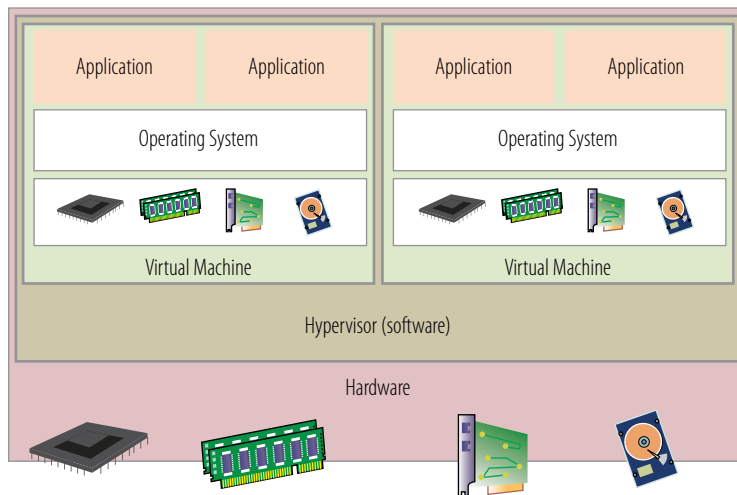 Application
Application
Application
Application
Operating System
Operating System
Virtual Machine
Virtual Machine
Hypervisor (software)
Hardware